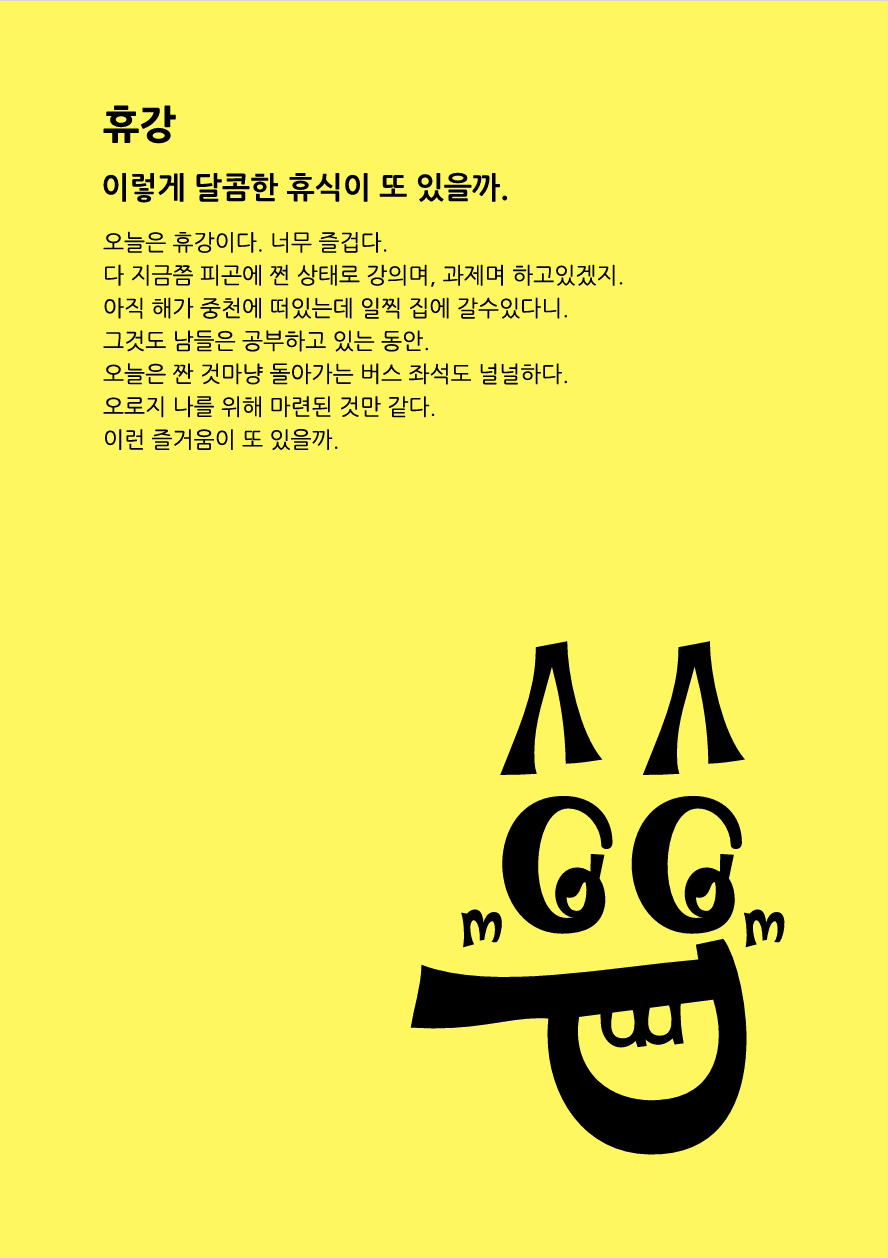 휴강
이렇게 달콤한 휴식이 또 있을까.
오늘은 휴강이다. 너무 즐겁다.
다 지금쯤 피곤에 쩐 상태로 강의며, 과제며 하고있겠지.
아직 해가 중천에 떠있는데 일찍 집에 갈수있다니.
그것도 남들은 공부하고 있는 동안.
오늘은 짠 것마냥 돌아가는 버스 좌석도 널널하다.
오로지 나를 위해 마련된 것만 같다.
이런 즐거움이 또 있을까.